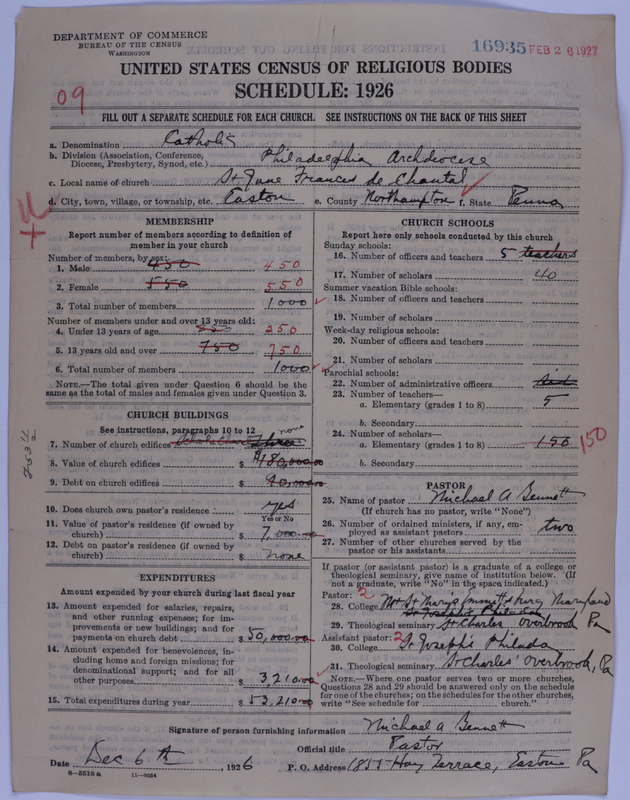 DEPARTMENT OF COMMERCE
BUREAU OF THE CENSUS
WASHINGTON
16935 FEB 26 1927
UNITED STATES CENSUS OF RELIGIOUS BODIES
SCHEDULE: 1926
09
FILL OUT A SEPARATE SCHEDULE FOR EACH CHURCH. SEE INSTRUCTIONS ON THE BACK OF THIS SHEET
a. Denomination Catholic
b. Division (Association, Conference, Diocese, Presbytery, Synod, etc.) Philadelphia Archdiocese
c. Local name of church St Jane Frances de Chantal
d. City, town, village, or township, etc. Easton e. County Northampton f. State Penna
MEMBERSHIP
Report number of members according to definition of member in your church
Number of members, by sex:
1. Male 450 450
2. Female 550 550
3. Total number of members 1000
Number of members under and over 13 years old:
4. Under 13 years of age 250
5. 13 years old and over 750 750
6. Total number of members 1000
NOTE.—The total given under Question 6 should be the same as the total of males and females given under Question 3.
CHURCH BUILDINGS
See instructions, paragraphs 10 to 12
none
7. Number of church edifices
8. Value of church edifices $ 180,000.00
9. Debt on church edifices $ 90,000.00
10. Does church own pastor's residence? yes
Yes or No
11. Value of pastor's residence (if owned by church) $ 7,000.00
12. Debt on pastor's residence (if owned by church) $ none
EXPENDITURES
Amount expended by your church during last fiscal year
13. Amount expended for salaries, repairs, and other running expenses; for improvements or new buildings; and for payments on church debt $ 50,000.00
14. Amount expended for benevolences, including home and foreign missions; for denominational support; and for all other purposes $ 3,210.00
15. Total expenditures during year $ 53,210.00
CHURCH SCHOOLS
Report here only schools conducted by this church
Sunday schools:
16. Number of officers and teachers 5 teachers
17. Number of scholars 40
Summer vacation Bible schools:
18. Number of officers and teachers
19. Number of scholars
Week-day religious schools:
20. Number of officers and teachers
21. Number of scholars
Parochial schools:
22. Number of administrative officers
23. Number of teachers—
a. Elementary (grades 1 to 8) 5
b. Secondary
24. Number of scholars—
a. Elementary (grades 1 to 8) 150 150
b. Secondary
PASTOR
25. Name of pastor Michael A Bennett
(If church has no pastor, write "None")
26. Number of ordained ministers, if any, employed as assistant pastors two
27. Number of other churches served by the pastor or his assistants
If pastor (or assistant pastor) is a graduate of a college or theological seminary, give name of institution below. (If not a graduate, write "No" in the space indicated.)
Pastor: 2
28. College Mt St Marys Emmittsburg Maryland
29. Theological seminary St Charles Overbrook Pa
Assistant pastor: 2
30. College St Josephs Philada
31. Theological seminary St Charles' Overbrook, Pa
NOTE.—Where one pastor serves two or more churches, Questions 28 and 29 should be answered only on the schedule for one of the churches; on the schedules for the other churches, write "See schedule for church."
Signature of person furnishing information Michael A Bennett
Official title Pastor
Date Dec 6th, 1926 P. O. Address 1855 Hay Terrace, Easton Pa
8—5519a 11—9054